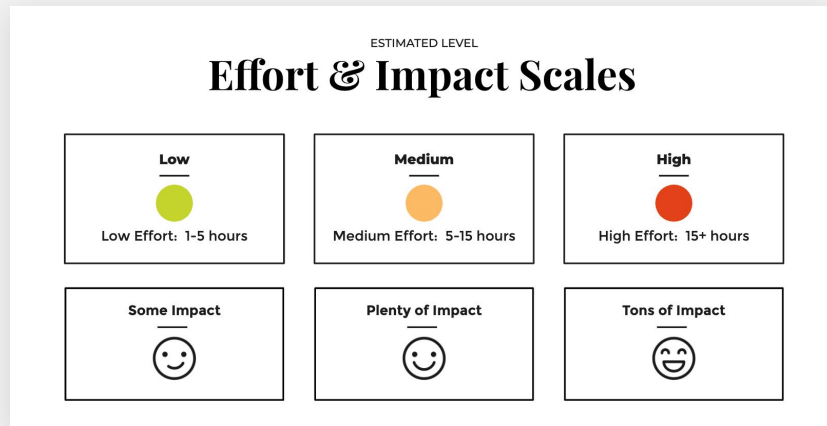 ESTIMATED LEVEL
Effort & Impact Scales
Low
Low Effort: 1-5 hours
Medium
Medium Effort: 5-15 hours
High
High Effort: 15+ hours
Some Impact
Plenty of Impact
Tons of Impact